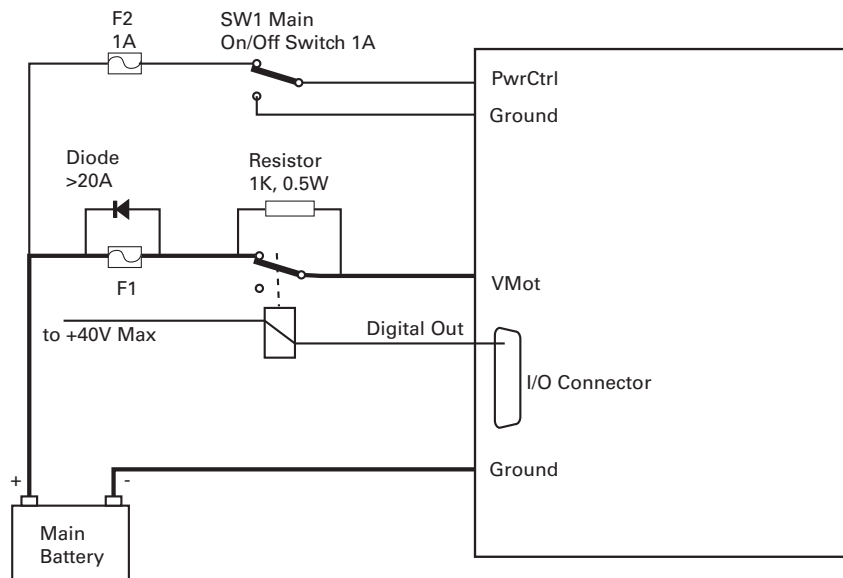 F2
1A
SW1 Main
On/Off Switch 1A
PwrCtrl
Ground
Diode
>20A
Resistor
1K, 0.5W
F1
VMot
to +40V Max
Digital Out
I/O Connector
Ground
+
-
Main
Battery